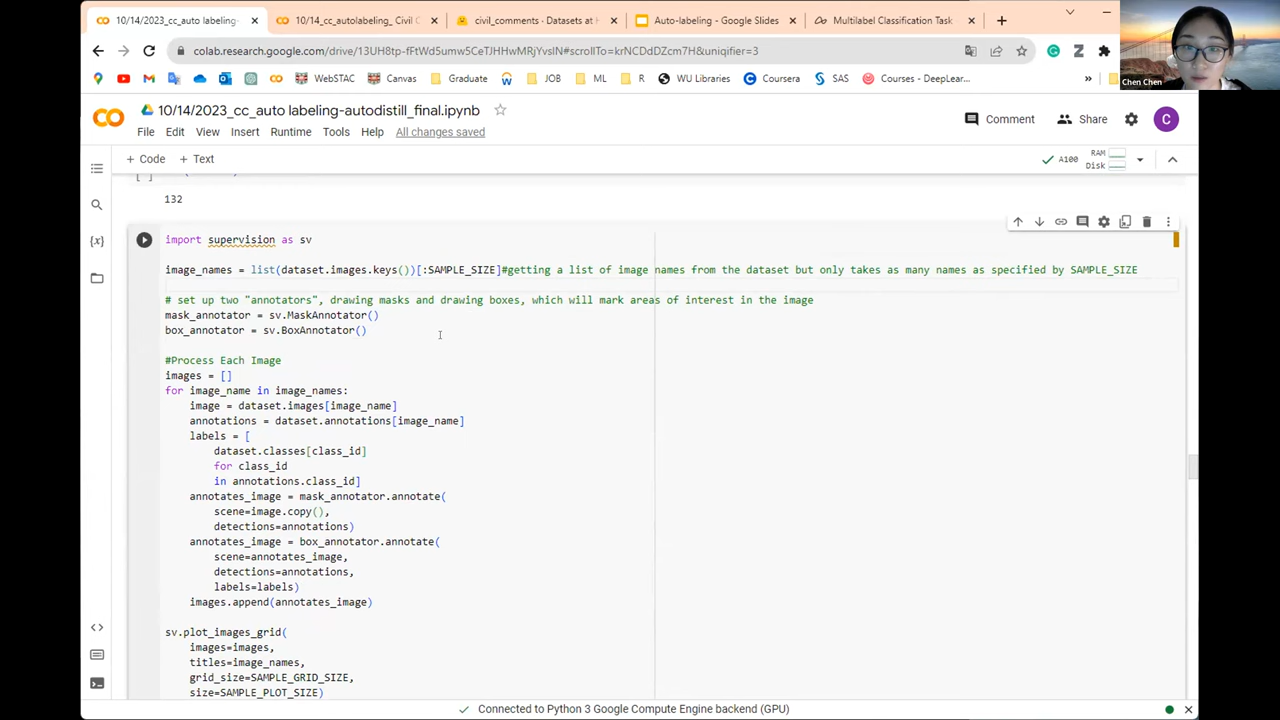 10/14/2023_cc_auto labeling-
10/14_cc_autolabeling_ Civil C
civil_comments · Datasets at H
Auto-labeling - Google Slides
Multilabel Classification Task
colab.research.google.com/drive/13UH8tp-fFtWd5umw5CeTJHHwMRjYvsIN#scrollTo=krNCDdDZcm7H&uniqifier=3
WebSTAC
Canvas
Graduate
JOB
ML
R
WU Libraries
Coursera
SAS
Courses - DeepLear...
Chen Chen
10/14/2023_cc_auto labeling-autodistill_final.ipynb
File Edit View Insert Runtime Tools Help All changes saved
Comment
Share
C
+ Code + Text
A100
RAM
Disk
132
import supervision as sv
image_names = list(dataset.images.keys())[:SAMPLE_SIZE]#getting a list of image names from the dataset but only takes as many names as specified by SAMPLE_SIZE
# set up two "annotators", drawing masks and drawing boxes, which will mark areas of interest in the image
mask_annotator = sv.MaskAnnotator()
box_annotator = sv.BoxAnnotator()
#Process Each Image
images = []
for image_name in image_names:
image = dataset.images[image_name]
annotations = dataset.annotations[image_name]
labels = [
dataset.classes[class_id]
for class_id
in annotations.class_id]
annotates_image = mask_annotator.annotate(
scene=image.copy(),
detections=annotations)
annotates_image = box_annotator.annotate(
scene=annotates_image,
detections=annotations,
labels=labels)
images.append(annotates_image)
sv.plot_images_grid(
images=images,
titles=image_names,
grid_size=SAMPLE_GRID_SIZE,
size=SAMPLE_PLOT_SIZE)
Connected to Python 3 Google Compute Engine backend (GPU)